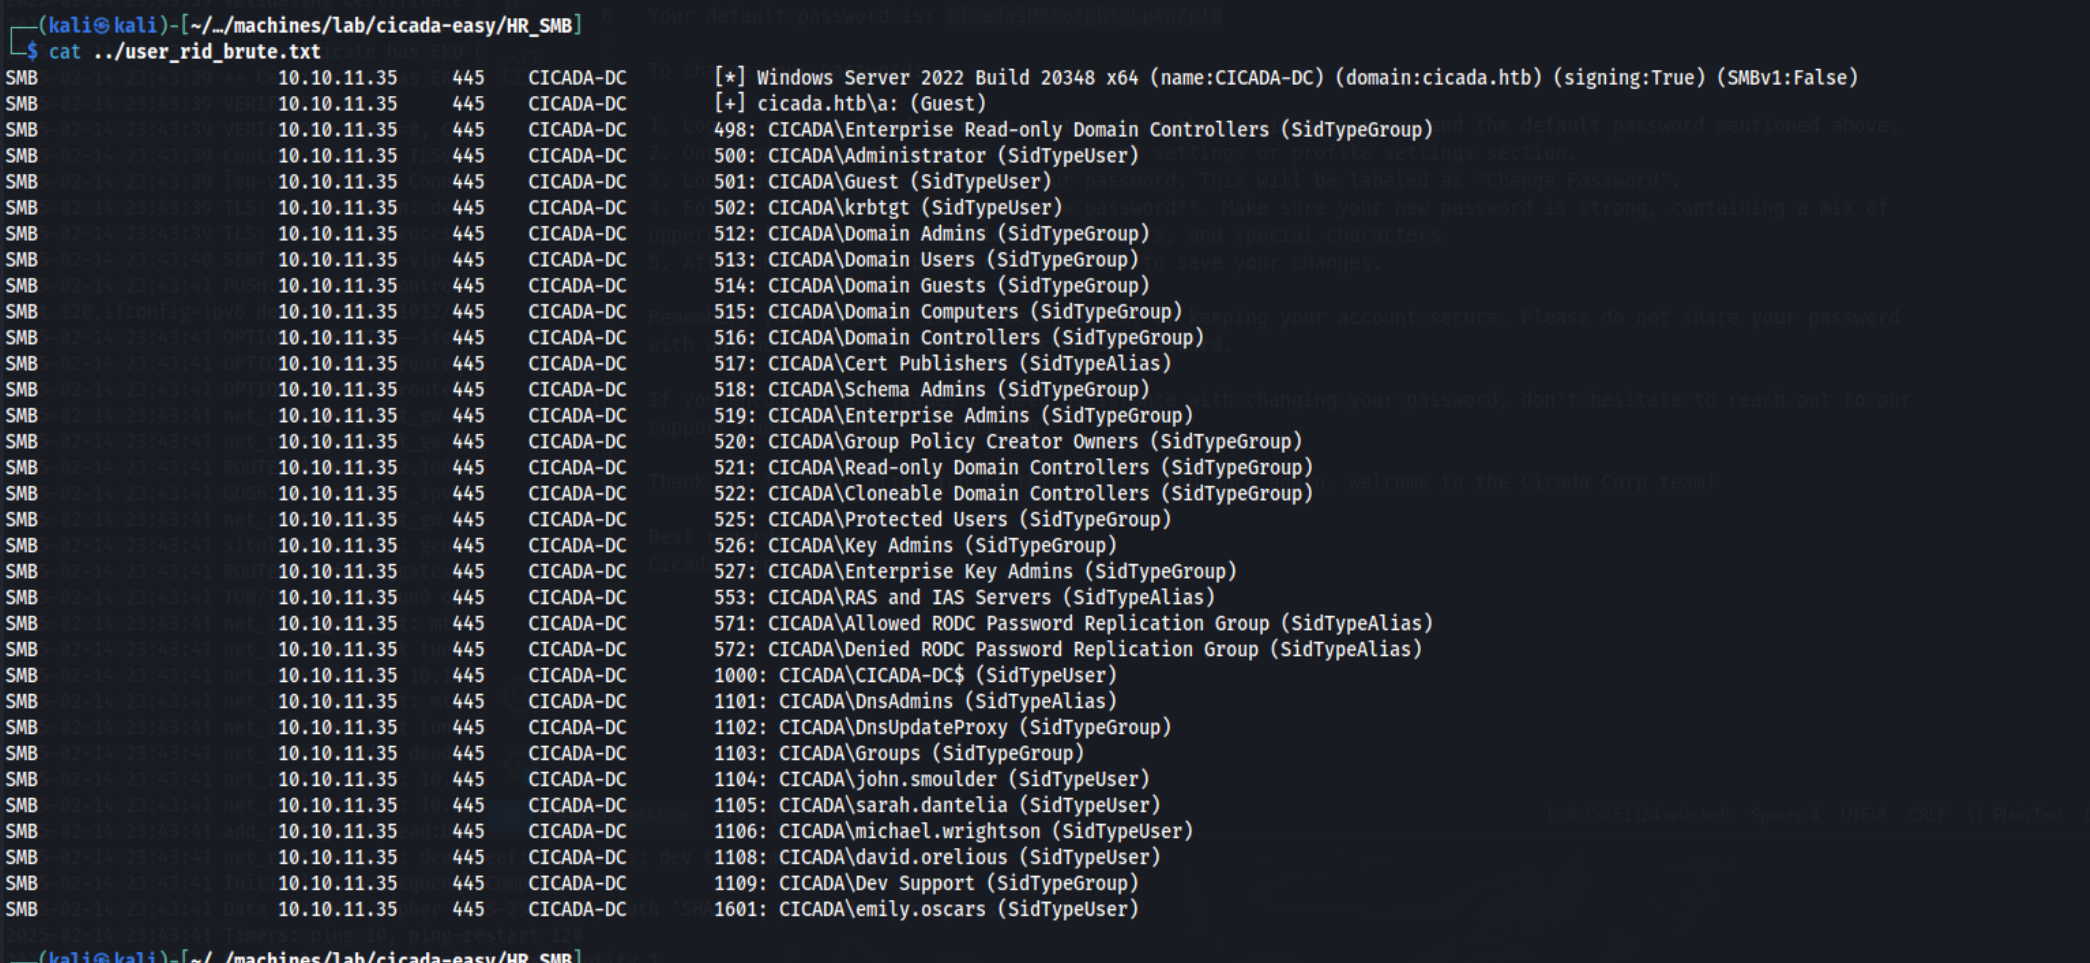 (kali㉿kali)-[~/…/machines/lab/cicada-easy/HR_SMB]
$ cat ../user_rid_brute.txt
SMB 10.10.11.35 445 CICADA-DC [*] Windows Server 2022 Build 20348 x64 (name:CICADA-DC) (domain:cicada.htb) (signing:True) (SMBv1:False)
SMB 10.10.11.35 445 CICADA-DC [+] cicada.htb\a: (Guest)
SMB 10.10.11.35 445 CICADA-DC 498: CICADA\Enterprise Read-only Domain Controllers (SidTypeGroup)
SMB 10.10.11.35 445 CICADA-DC 500: CICADA\Administrator (SidTypeUser)
SMB 10.10.11.35 445 CICADA-DC 501: CICADA\Guest (SidTypeUser)
SMB 10.10.11.35 445 CICADA-DC 502: CICADA\krbtgt (SidTypeUser)
SMB 10.10.11.35 445 CICADA-DC 512: CICADA\Domain Admins (SidTypeGroup)
SMB 10.10.11.35 445 CICADA-DC 513: CICADA\Domain Users (SidTypeGroup)
SMB 10.10.11.35 445 CICADA-DC 514: CICADA\Domain Guests (SidTypeGroup)
SMB 10.10.11.35 445 CICADA-DC 515: CICADA\Domain Computers (SidTypeGroup)
SMB 10.10.11.35 445 CICADA-DC 516: CICADA\Domain Controllers (SidTypeGroup)
SMB 10.10.11.35 445 CICADA-DC 517: CICADA\Cert Publishers (SidTypeAlias)
SMB 10.10.11.35 445 CICADA-DC 518: CICADA\Schema Admins (SidTypeGroup)
SMB 10.10.11.35 445 CICADA-DC 519: CICADA\Enterprise Admins (SidTypeGroup)
SMB 10.10.11.35 445 CICADA-DC 520: CICADA\Group Policy Creator Owners (SidTypeGroup)
SMB 10.10.11.35 445 CICADA-DC 521: CICADA\Read-only Domain Controllers (SidTypeGroup)
SMB 10.10.11.35 445 CICADA-DC 522: CICADA\Cloneable Domain Controllers (SidTypeGroup)
SMB 10.10.11.35 445 CICADA-DC 525: CICADA\Protected Users (SidTypeGroup)
SMB 10.10.11.35 445 CICADA-DC 526: CICADA\Key Admins (SidTypeGroup)
SMB 10.10.11.35 445 CICADA-DC 527: CICADA\Enterprise Key Admins (SidTypeGroup)
SMB 10.10.11.35 445 CICADA-DC 553: CICADA\RAS and IAS Servers (SidTypeAlias)
SMB 10.10.11.35 445 CICADA-DC 571: CICADA\Allowed RODC Password Replication Group (SidTypeAlias)
SMB 10.10.11.35 445 CICADA-DC 572: CICADA\Denied RODC Password Replication Group (SidTypeAlias)
SMB 10.10.11.35 445 CICADA-DC 1000: CICADA\CICADA-DC$ (SidTypeUser)
SMB 10.10.11.35 445 CICADA-DC 1101: CICADA\DnsAdmins (SidTypeAlias)
SMB 10.10.11.35 445 CICADA-DC 1102: CICADA\DnsUpdateProxy (SidTypeGroup)
SMB 10.10.11.35 445 CICADA-DC 1103: CICADA\Groups (SidTypeGroup)
SMB 10.10.11.35 445 CICADA-DC 1104: CICADA\john.smoulder (SidTypeUser)
SMB 10.10.11.35 445 CICADA-DC 1105: CICADA\sarah.dantelia (SidTypeUser)
SMB 10.10.11.35 445 CICADA-DC 1106: CICADA\michael.wrightson (SidTypeUser)
SMB 10.10.11.35 445 CICADA-DC 1108: CICADA\david.orelious (SidTypeUser)
SMB 10.10.11.35 445 CICADA-DC 1109: CICADA\Dev Support (SidTypeGroup)
SMB 10.10.11.35 445 CICADA-DC 1601: CICADA\emily.oscars (SidTypeUser)
(kali㉿kali)-[~/…/machines/lab/cicada-easy/HR_SMB]